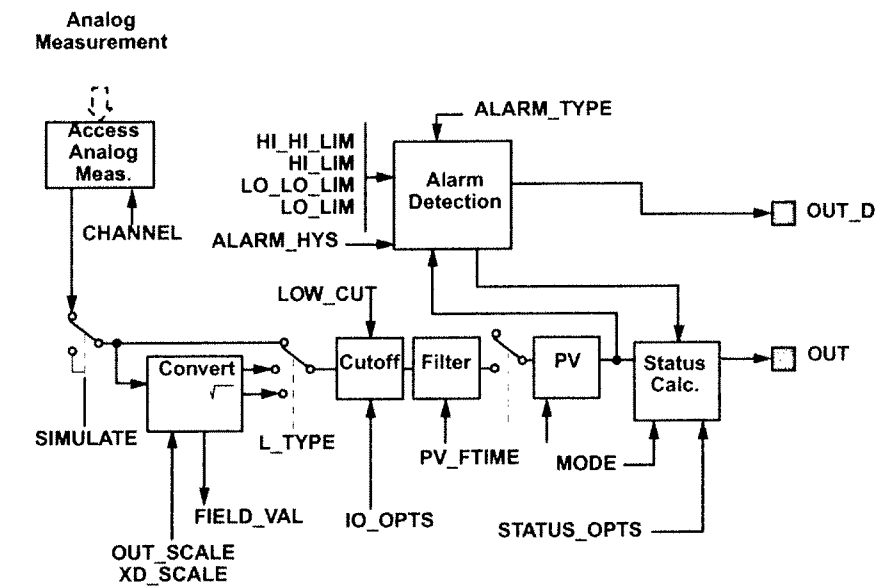 Analog
Measurement
Access
Analog
Meas.
CHANNEL
ALARM_TYPE
HI_HI_LIM
HI_LIM
LO_LO_LIM
LO_LIM
ALARM_HYS
Alarm
Detection
OUT_D
LOW_CUT
Convert
√
Cutoff
Filter
PV
Status
Calc.
OUT
SIMULATE
L_TYPE
PV_FTIME
MODE
FIELD_VAL
IO_OPTS
STATUS_OPTS
OUT_SCALE
XD_SCALE